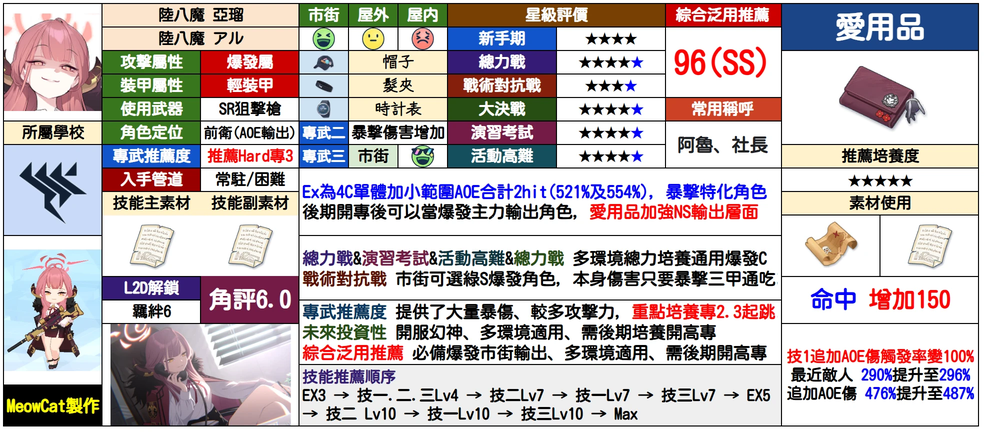 陸八魔 亞瑠
陸八魔 アル
攻擊屬性 爆發屬
裝甲屬性 輕裝甲
使用武器 SR狙擊槍
所屬學校
角色定位 前衛(AOE輸出)
專武推薦度 推薦Hard專3
入手管道 常駐/困難
技能主素材 技能副素材
L2D解鎖
羈絆6
角評6.0
MeowCat製作
市街 屋外 屋內
帽子
髮夾
時計表
專武二 暴擊傷害增加
專武三 市街
星級評價
新手期 ★★★★
總力戰 ★★★★★
戰術對抗戰 ★★★★
大決戰 ★★★★★
演習考試 ★★★★★
活動高難 ★★★★★
綜合泛用推薦
96(SS)
常用稱呼
阿魯、社長
Ex為4C單體加小範圍AOE合計2hit(521%及554%), 暴擊特化角色
後期開專後可以當爆發主力輸出角色, 愛用品加強NS輸出層面
總力戰&演習考試&活動高難&總力戰 多環境總力培養通用爆發C
戰術對抗戰 市街可選綠S爆發角色, 本身傷害只要暴擊三甲通吃
專武推薦度 提供了大量暴傷、較多攻擊力, 重點培養專2.3起跳
未來投資性 開服幻神、多環境適用、需後期培養開高專
綜合泛用推薦 必備爆發市街輸出、多環境適用、需後期開高專
技能推薦順序
EX3 → 技一.二.三Lv4 → 技二Lv7 → 技一Lv7 → 技三Lv7 → EX5
→ 技二 Lv10 → 技一Lv10 → 技三Lv10 → Max
愛用品
推薦培養度
★★★★★
素材使用
命中 增加150
技1追加AOE傷觸發率變100%
最近敵人 290%提升至296%
追加AOE傷 476%提升至487%